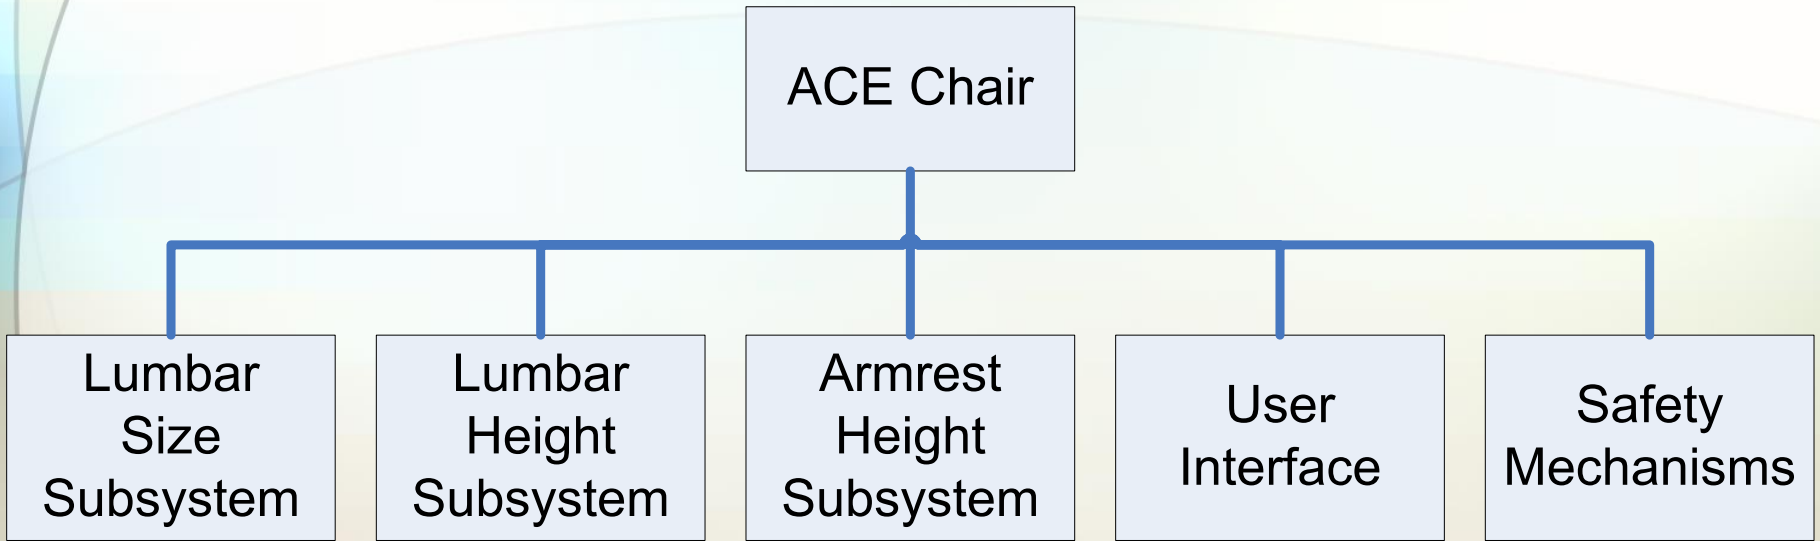 ACE Chair
Lumbar
Size
Subsystem
Lumbar
Height
Subsystem
Armrest
Height
Subsystem
User
Interface
Safety
Mechanisms